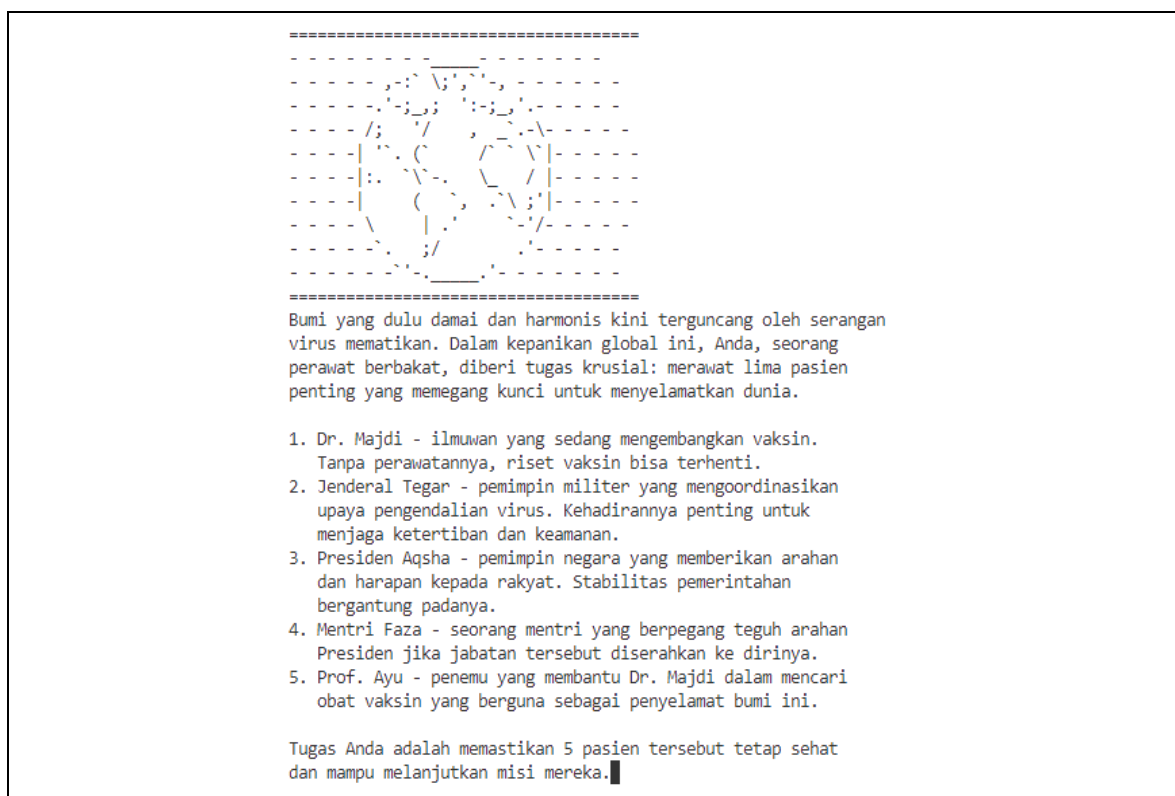 Bumi yang dulu damai dan harmonis kini terguncang oleh serangan
virus mematikan. Dalam kepanikan global ini, Anda, seorang
perawat berbakat, diberi tugas krusial: merawat lima pasien
penting yang memegang kunci untuk menyelamatkan dunia.
1. Dr. Majdi - ilmuwan yang sedang mengembangkan vaksin.
Tanpa perawatannya, riset vaksin bisa terhenti.
2. Jenderal Tegar - pemimpin militer yang mengoordinasikan
upaya pengendalian virus. Kehadirannya penting untuk
menjaga ketertiban dan keamanan.
3. Presiden Aqsha - pemimpin negara yang memberikan arahan
dan harapan kepada rakyat. Stabilitas pemerintahan
bergantung padanya.
4. Mentri Faza - seorang mentri yang berpegang teguh arahan
Presiden jika jabatan tersebut diserahkan ke dirinya.
5. Prof. Ayu - penemu yang membantu Dr. Majdi dalam mencari
obat vaksin yang berguna sebagai penyelamat bumi ini.
Tugas Anda adalah memastikan 5 pasien tersebut tetap sehat
dan mampu melanjutkan misi mereka.